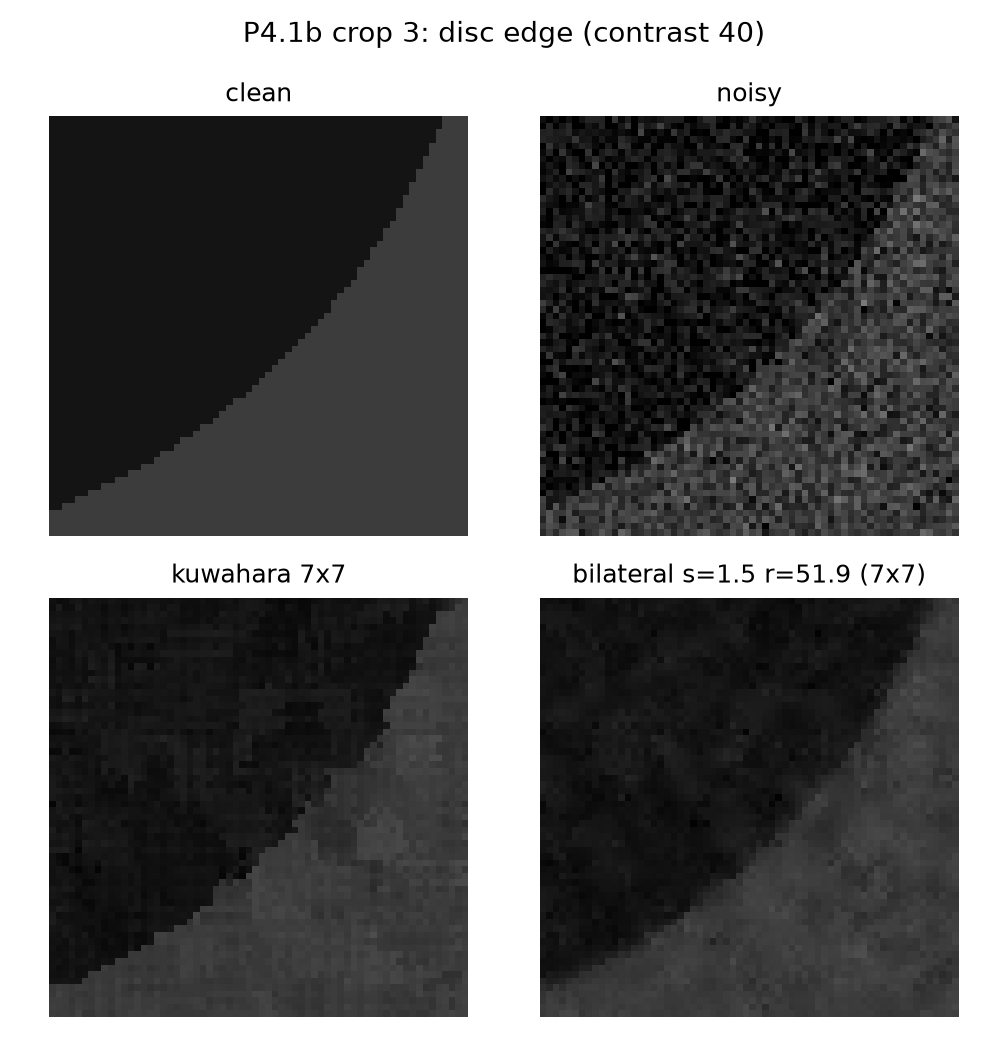 P4.1b crop 3: disc edge (contrast 40)
clean
noisy
kuwahara 7x7
bilateral s=1.5 r=51.9 (7x7)